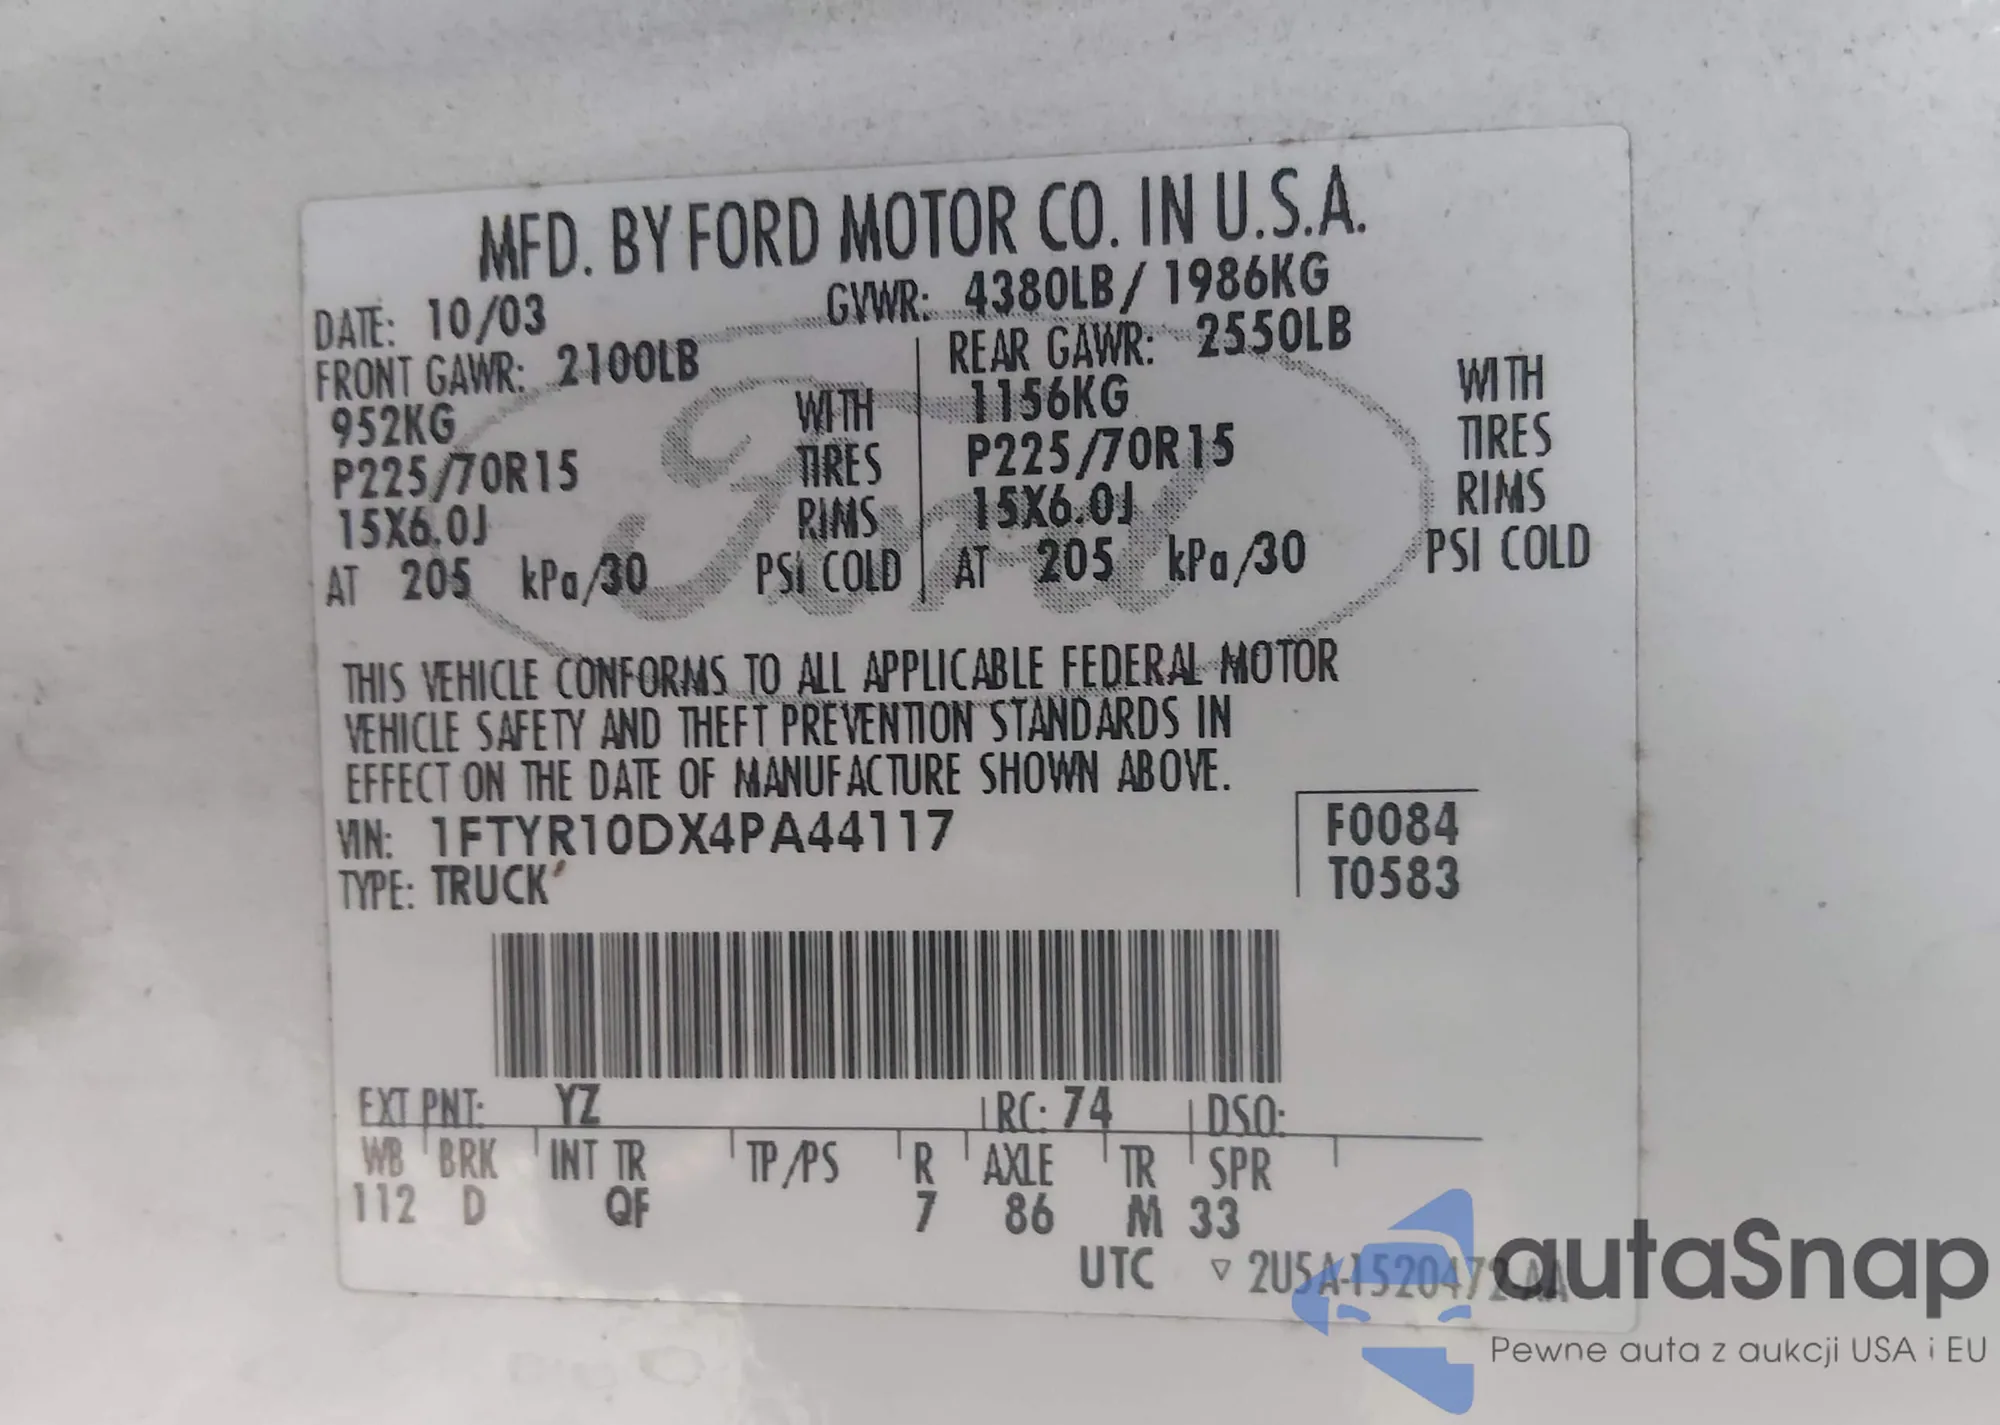 MFD. BY FORD MOTOR CO. IN U.S.A.
DATE: 10/03 GVWR: 4380LB / 1986KG
FRONT GAWR: 2100LB REAR GAWR: 2550LB
952KG WITH 1156KG WITH
P225/70R15 TIRES P225/70R15 TIRES
15X6.0J RIMS 15X6.0J RIMS
AT 205 kPa/30 PSI COLD AT 205 kPa/30 PSI COLD
Ford
THIS VEHICLE CONFORMS TO ALL APPLICABLE FEDERAL MOTOR
VEHICLE SAFETY AND THEFT PREVENTION STANDARDS IN
EFFECT ON THE DATE OF MANUFACTURE SHOWN ABOVE.
VIN: 1FTYR10DX4PA44117 F0084
TYPE: TRUCK T0583
EXT PNT: YZ RC: 74 DSO:
WB BRK INT TR TP/PS R AXLE TR SPR
112 D QF 7 86 M 33
UTC ▽ 2U5A-1520472-AA
autaSnap
Pewne auta z aukcji USA i EU